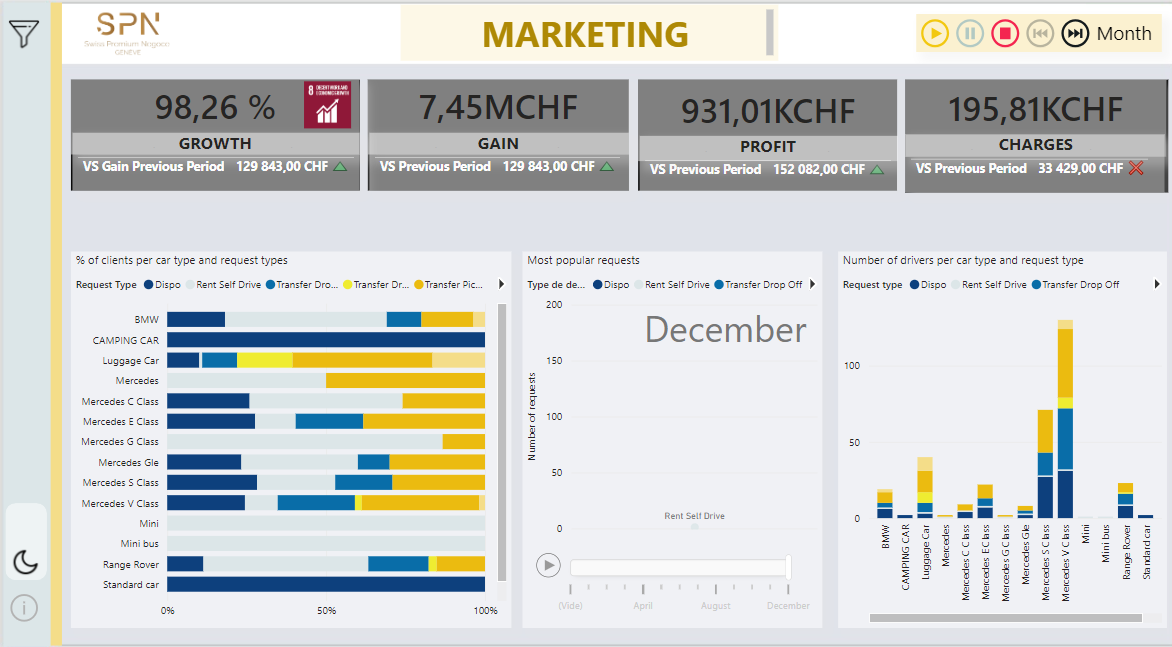 SPN
Swiss Premium Negoce
GENEVE
MARKETING
Month
98,26 %
8 DECENT WORK AND
ECONOMIC GROWTH
GROWTH
VS Gain Previous Period 129 843,00 CHF
7,45MCHF
GAIN
VS Previous Period 129 843,00 CHF
931,01KCHF
PROFIT
VS Previous Period 152 082,00 CHF
195,81KCHF
CHARGES
VS Previous Period 33 429,00 CHF
% of clients per car type and request types
Request Type Dispo Rent Self Drive Transfer Dro... Transfer Dr... Transfer Pic...
BMW
CAMPING CAR
Luggage Car
Mercedes
Mercedes C Class
Mercedes E Class
Mercedes G Class
Mercedes Gle
Mercedes S Class
Mercedes V Class
Mini
Mini bus
Range Rover
Standard car
0% 50% 100%
Most popular requests
Type de de... Dispo Rent Self Drive Transfer Drop Off
December
Number of requests
200
150
100
50
0
Rent Self Drive
(Vide) April August December
Number of drivers per car type and request type
Request type Dispo Rent Self Drive Transfer Drop Off
100
50
0
BMW
CAMPING CAR
Luggage Car
Mercedes
Mercedes C Class
Mercedes E Class
Mercedes G Class
Mercedes Gle
Mercedes S Class
Mercedes V Class
Mini
Mini bus
Range Rover
Standard car